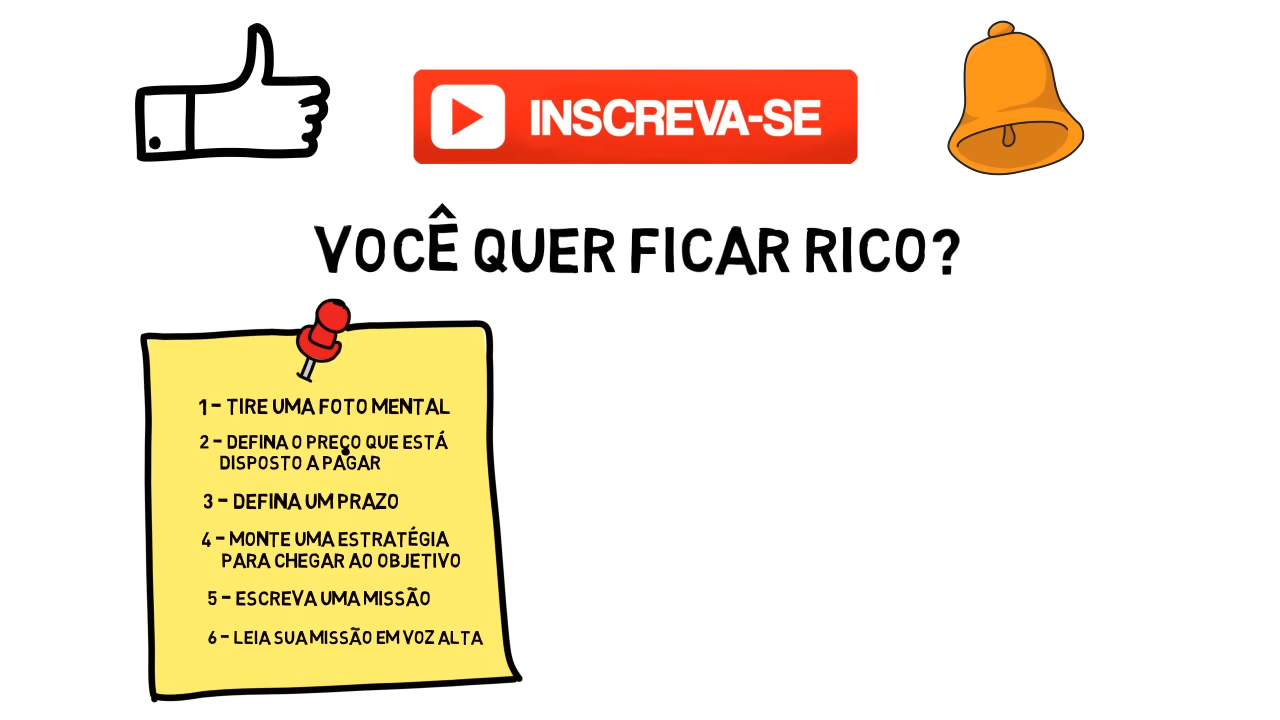 INSCREVA-SE
VOCÊ QUER FICAR RICO?
1 - TIRE UMA FOTO MENTAL
2 - DEFINA O PREÇO QUE ESTÁ
DISPOSTO A PAGAR
3 - DEFINA UM PRAZO
4 - MONTE UMA ESTRATÉGIA
PARA CHEGAR AO OBJETIVO
5 - ESCREVA UMA MISSÃO
6 - LEIA SUA MISSÃO EM VOZ ALTA